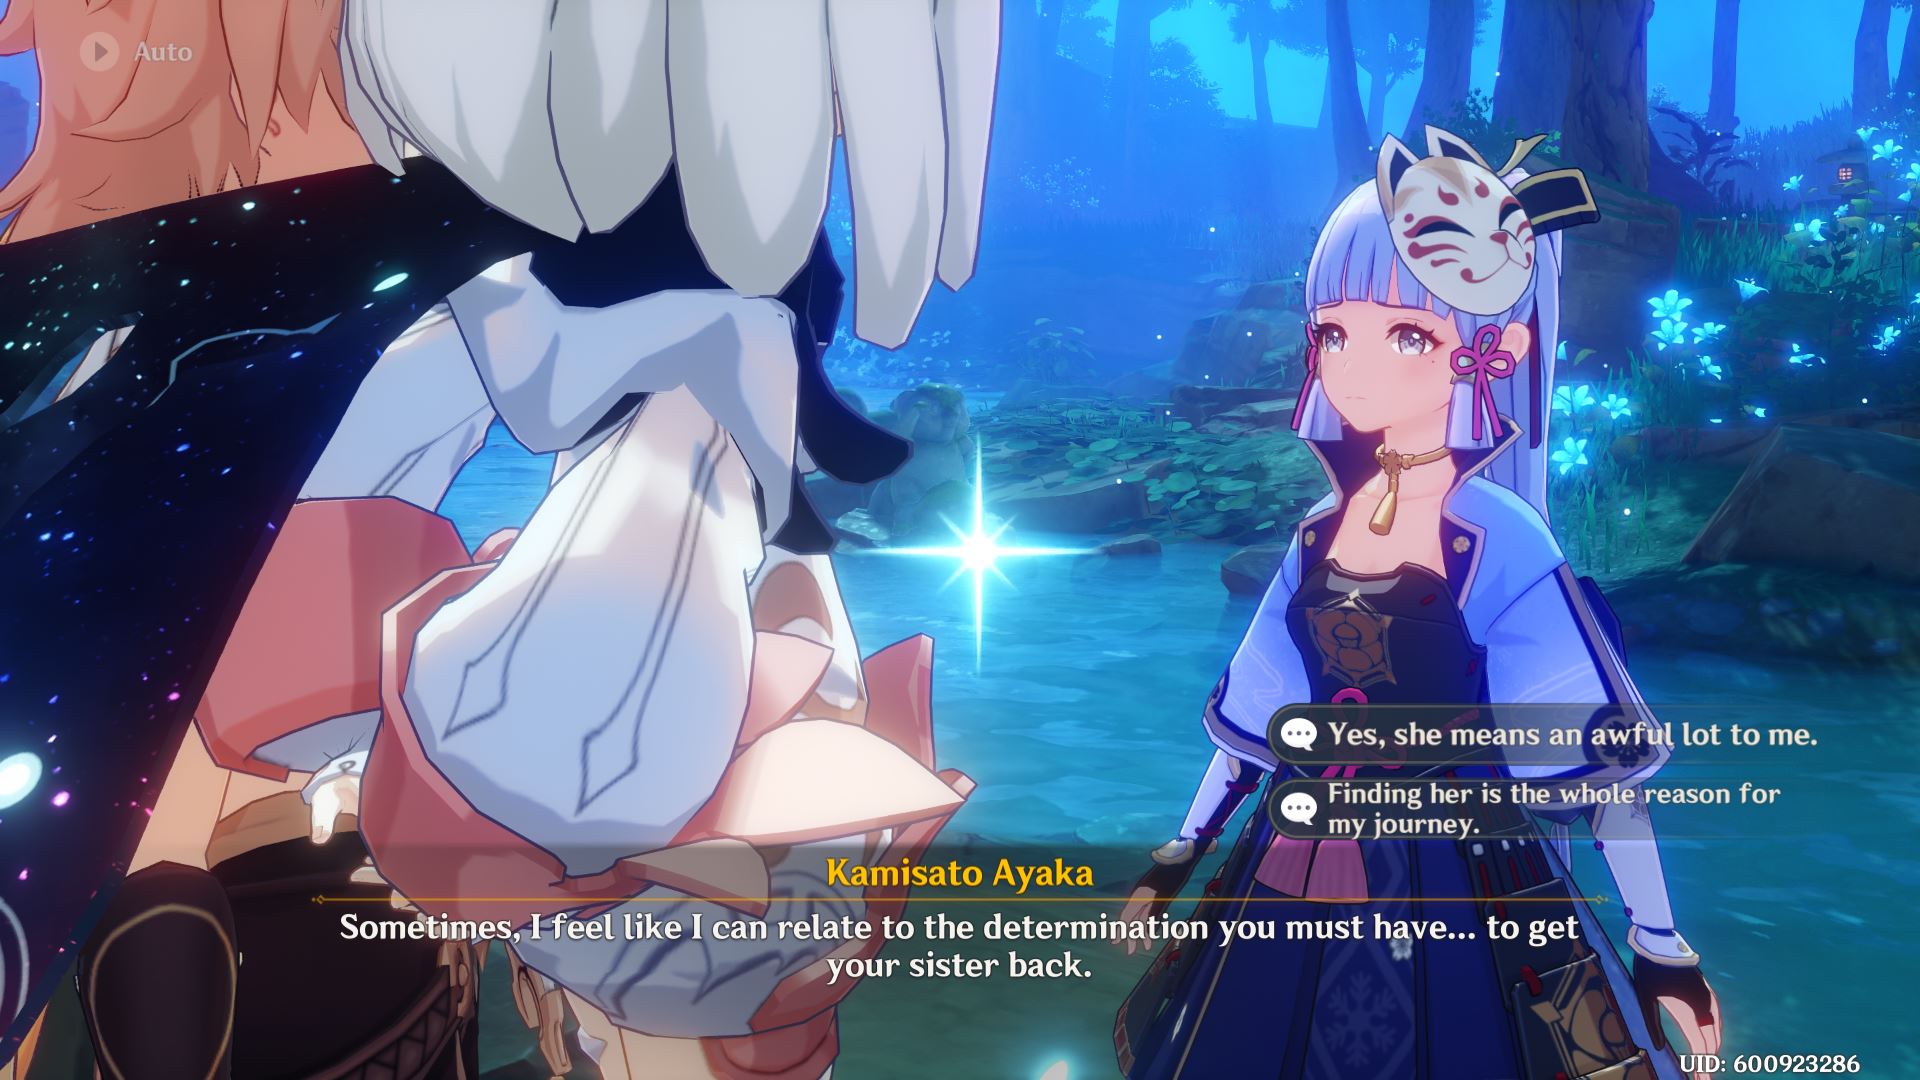 Auto
Yes, she means an awful lot to me.
Finding her is the whole reason for
my journey.
Kamisato Ayaka
Sometimes, I feel like I can relate to the determination you must have... to get
your sister back.
UID: 600923286